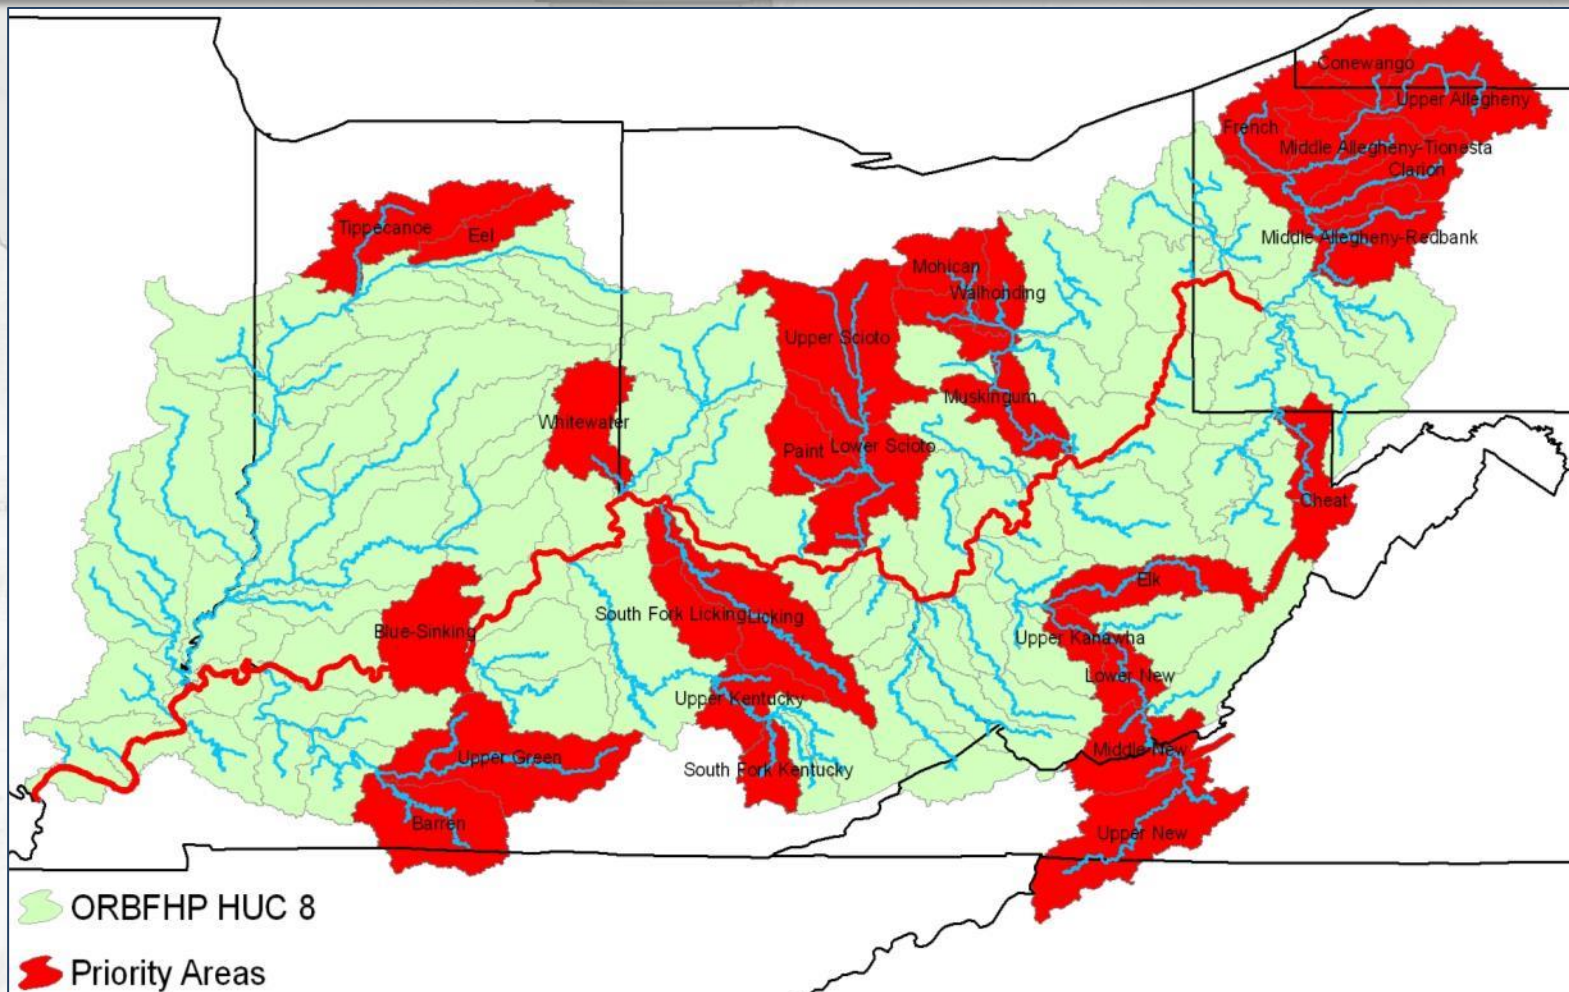 Conewango
Upper Allegheny
French
Middle Allegheny-Tionesta
Clarion
Tippecanoe
Eel
Middle Allegheny-Redbank
Mohican
Walhonding
Upper Scioto
Muskingum
Whitewater
Paint
Lower Scioto
Cheat
Elk
South Fork Licking
Licking
Blue-Sinking
Upper Kanawha
Lower New
Upper Kentucky
Middle New
Upper Green
South Fork Kentucky
Barren
Upper New
ORBFHP HUC 8
Priority Areas